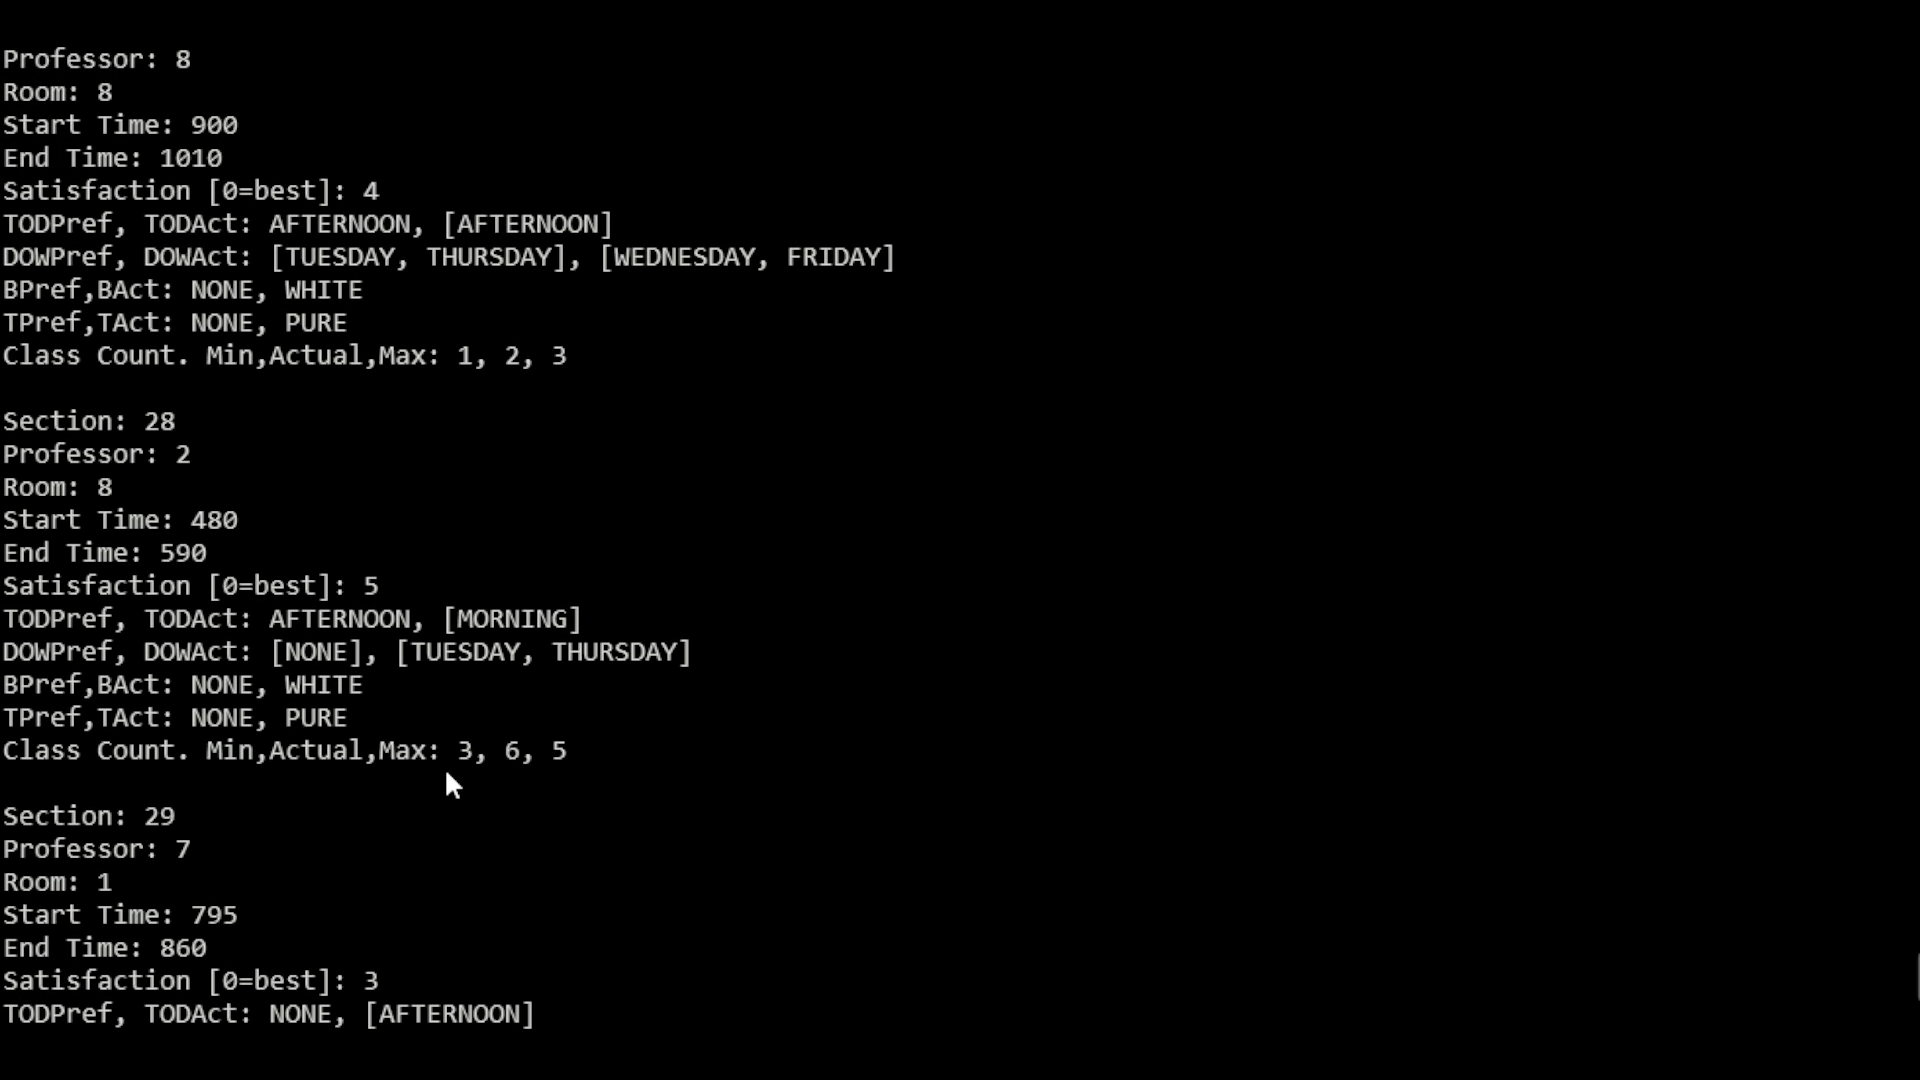 Professor: 8
Room: 8
Start Time: 900
End Time: 1010
Satisfaction [0=best]: 4
TODPref, TODAct: AFTERNOON, [AFTERNOON]
DOWPref, DOWAct: [TUESDAY, THURSDAY], [WEDNESDAY, FRIDAY]
BPref,BAct: NONE, WHITE
TPref,TAct: NONE, PURE
Class Count. Min,Actual,Max: 1, 2, 3
Section: 28
Professor: 2
Room: 8
Start Time: 480
End Time: 590
Satisfaction [0=best]: 5
TODPref, TODAct: AFTERNOON, [MORNING]
DOWPref, DOWAct: [NONE], [TUESDAY, THURSDAY]
BPref,BAct: NONE, WHITE
TPref,TAct: NONE, PURE
Class Count. Min,Actual,Max: 3, 6, 5
Section: 29
Professor: 7
Room: 1
Start Time: 795
End Time: 860
Satisfaction [0=best]: 3
TODPref, TODAct: NONE, [AFTERNOON]